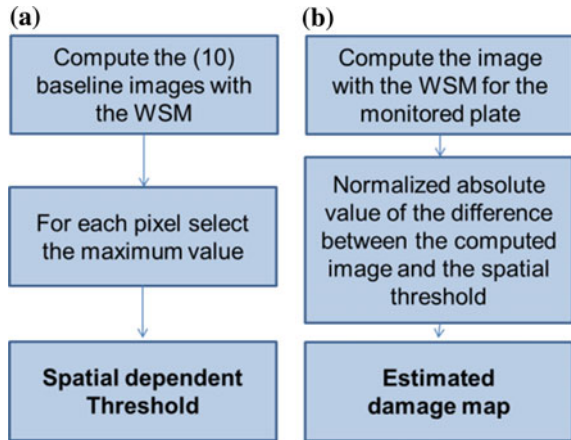 (a)
Compute the (10)
baseline images with
the WSM
For each pixel select
the maximum value
Spatial dependent
Threshold
(b)
Compute the image
with the WSM for the
monitored plate
Normalized absolute
value of the difference
between the computed
image and the spatial
threshold
Estimated
damage map